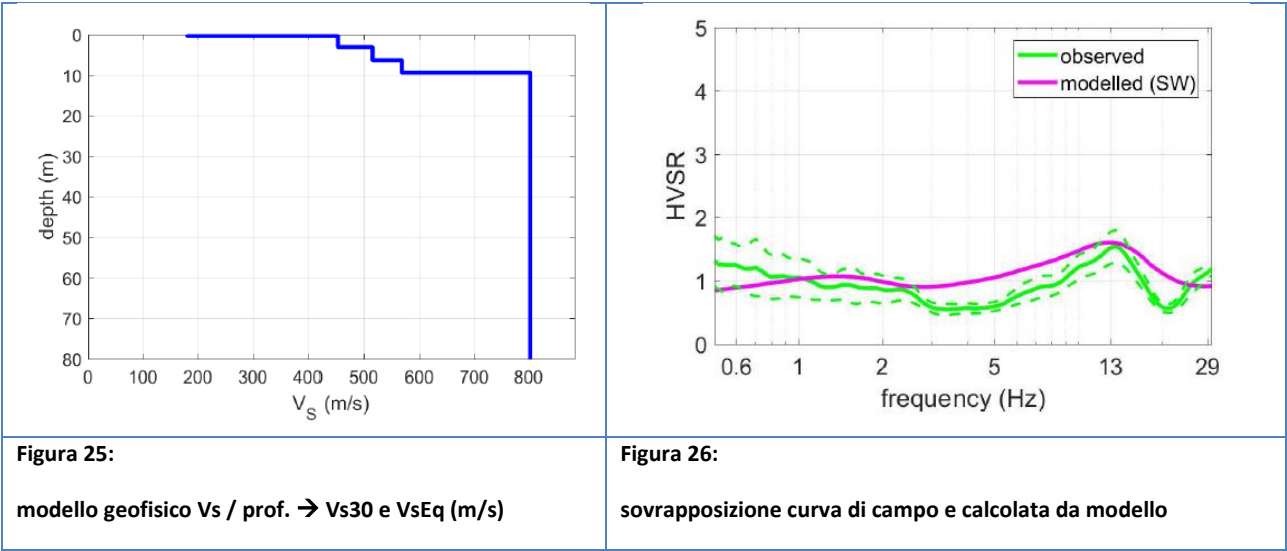 0
10
20
30
40
50
60
70
80
depth (m)
0 100 200 300 400 500 600 700 800
VS (m/s)
5
4
3
2
1
0
HVSR
observed
modelled (SW)
0.6 1 2 5 13 29
frequency (Hz)
Figura 25:
modello geofisico Vs / prof. → Vs30 e VsEq (m/s)
Figura 26:
sovrapposizione curva di campo e calcolata da modello